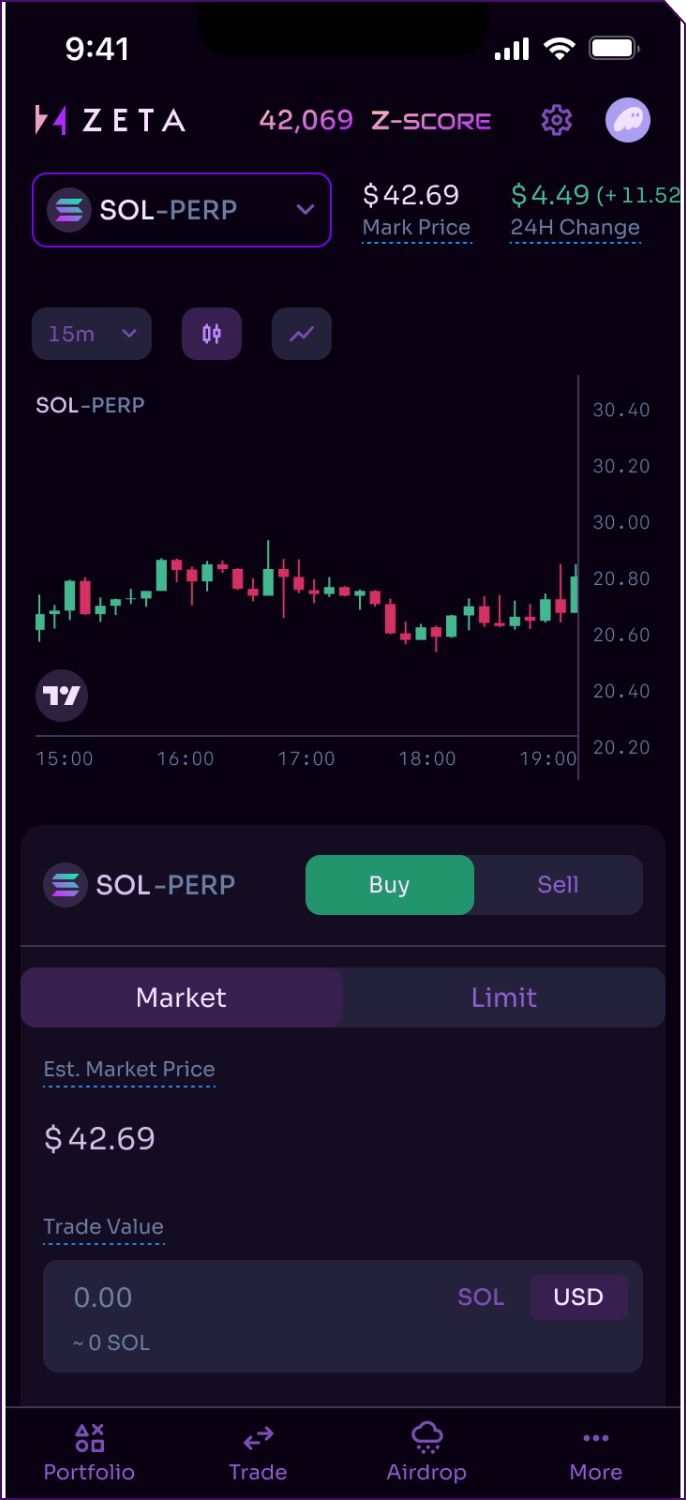 9:41
ZETA 42,069 Z-SCORE
SOL-PERP $42.69 $4.49 (+11.52
Mark Price 24H Change
15m
SOL-PERP
30.40
30.20
30.00
20.80
20.60
20.40
20.20
15:00 16:00 17:00 18:00 19:00
SOL-PERP Buy Sell
Market Limit
Est. Market Price
$42.69
Trade Value
0.00 SOL USD
~ 0 SOL
Portfolio Trade Airdrop More